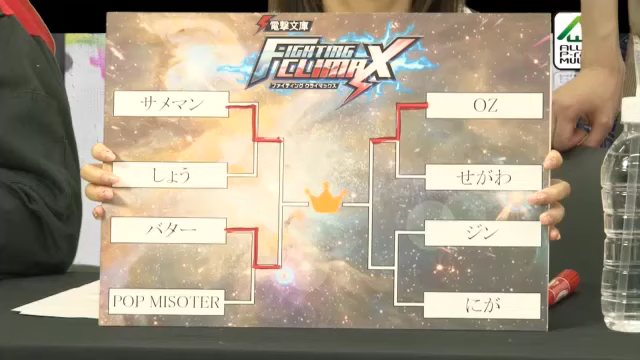 電撃文庫
FIGHTING
CLIMAX
ファイティング クライマックス
サメマン
しょう
バター
POP MISOTER
OZ
せがわ
ジン
にが